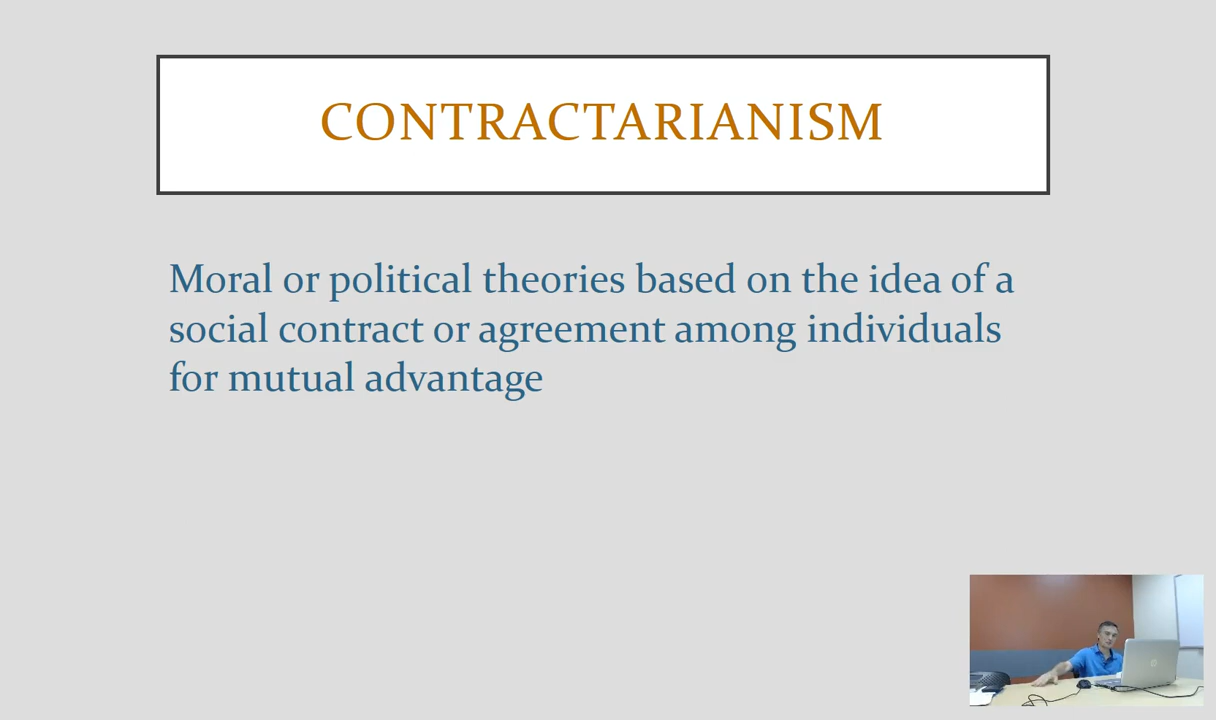 CONTRACTARIANISM
Moral or political theories based on the idea of a
social contract or agreement among individuals
for mutual advantage